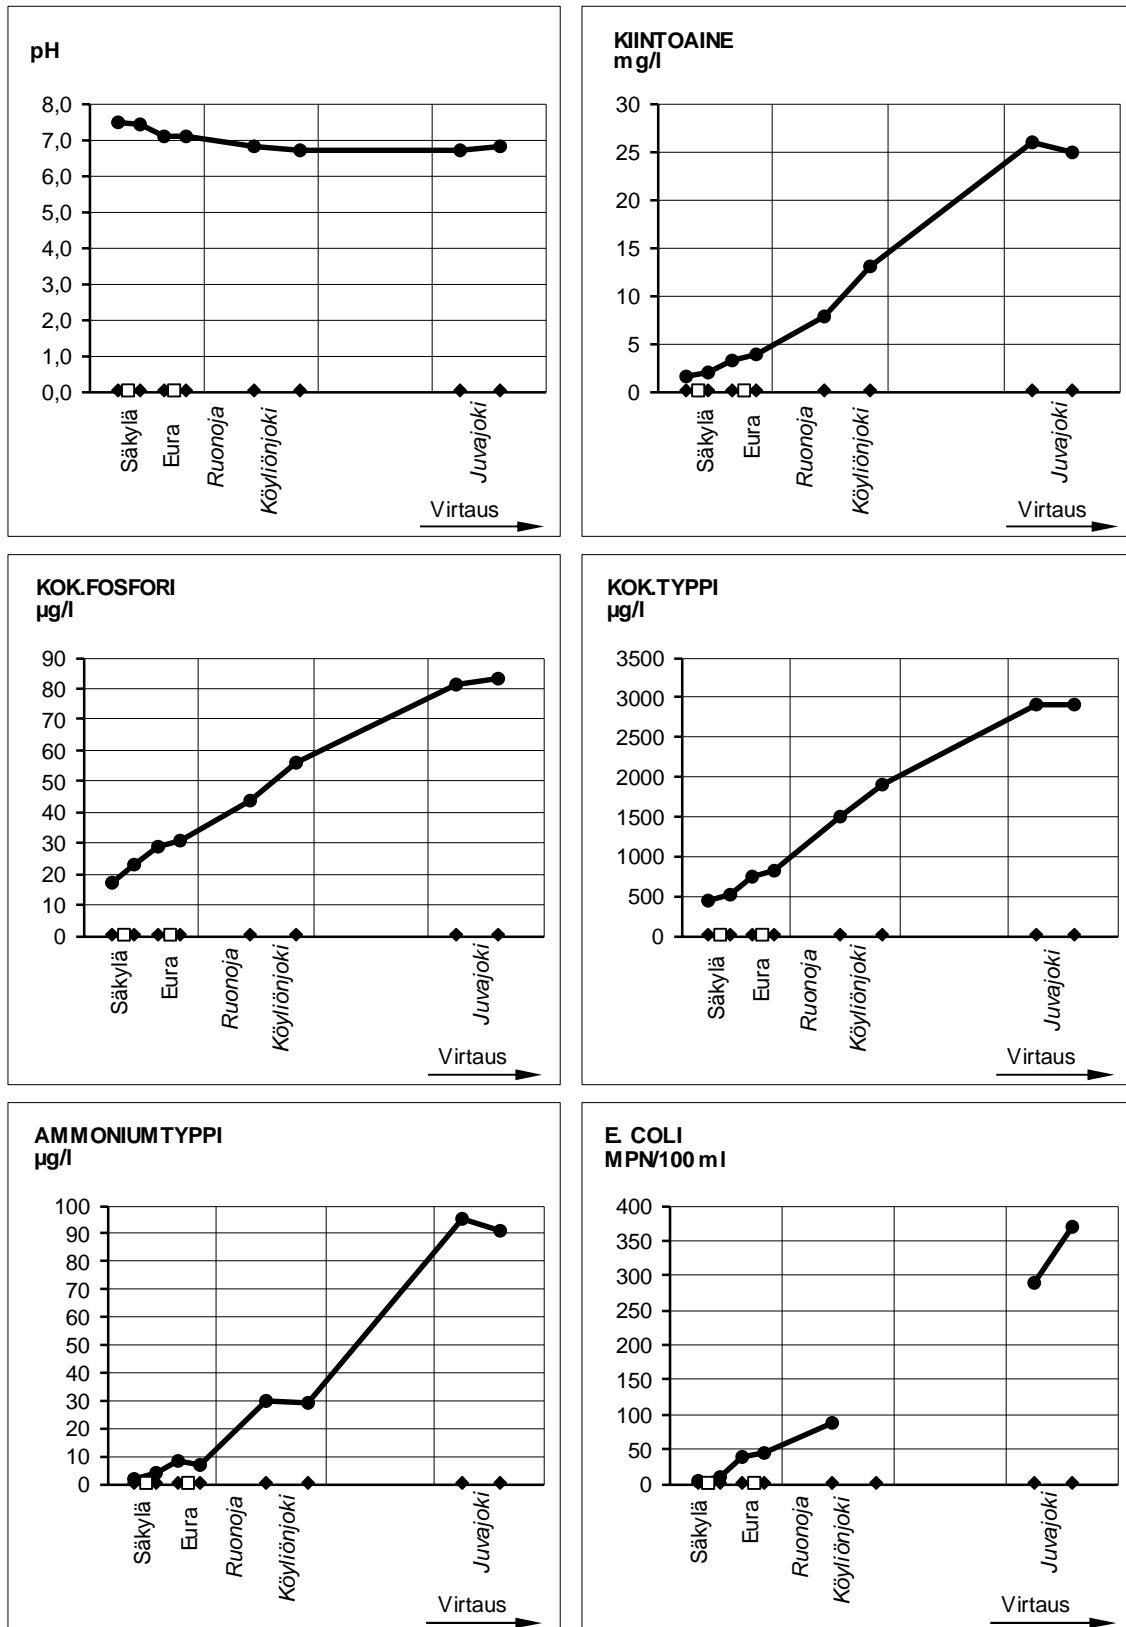 pH
8,0
7,0
6,0
5,0
4,0
3,0
2,0
1,0
0,0
Säkylä
Eura
Ruonoja
Köyliönjoki
Juvajoki
Virtaus
KIINTOAINE
mg/l
30
25
20
15
10
5
0
Säkylä
Eura
Ruonoja
Köyliönjoki
Juvajoki
Virtaus
KOK.FOSFORI
µg/l
90
80
70
60
50
40
30
20
10
0
Säkylä
Eura
Ruonoja
Köyliönjoki
Juvajoki
Virtaus
KOK.TYPPI
µg/l
3500
3000
2500
2000
1500
1000
500
0
Säkylä
Eura
Ruonoja
Köyliönjoki
Juvajoki
Virtaus
AMMONIUMTYPPI
µg/l
100
90
80
70
60
50
40
30
20
10
0
Säkylä
Eura
Ruonoja
Köyliönjoki
Juvajoki
Virtaus
E. COLI
MPN/100 ml
400
350
300
250
200
150
100
50
0
Säkylä
Eura
Ruonoja
Köyliönjoki
Juvajoki
Virtaus